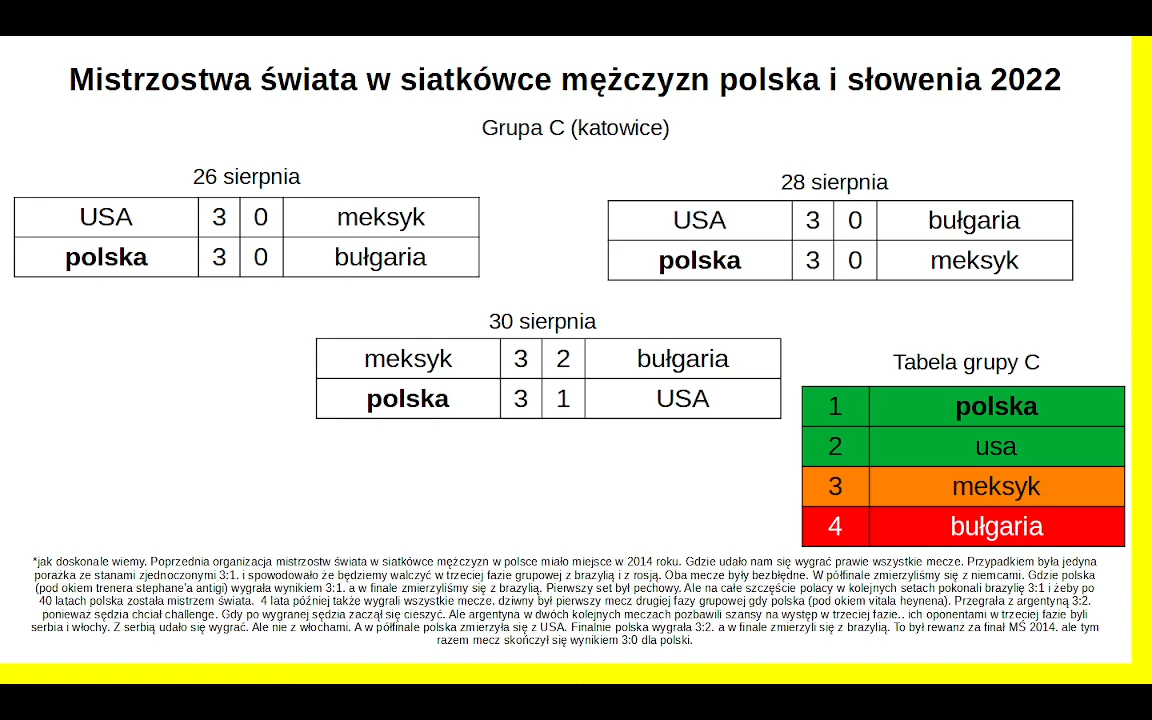 Mistrzostwa świata w siatkówce mężczyzn polska i słowenia 2022
Grupa C (katowice)
26 sierpnia
USA 3 0 meksyk
polska 3 0 bułgaria
28 sierpnia
USA 3 0 bułgaria
polska 3 0 meksyk
30 sierpnia
meksyk 3 2 bułgaria
polska 3 1 USA
Tabela grupy C
1 polska
2 usa
3 meksyk
4 bułgaria
*jak doskonale wiemy. Poprzednia organizacja mistrzostw świata w siatkówce mężczyzn w polsce miało miejsce w 2014 roku. Gdzie udało nam się wygrać prawie wszystkie mecze. Przypadkiem była jedyna
porażka ze stanami zjednoczonymi 3:1. i spowodowało że będziemy walczyć w trzeciej fazie grupowej z brazylią i z rosją. Oba mecze były bezbłędne. W półfinale zmierzyliśmy z niemcami. Gdzie polska
(pod okiem trenera stephane'a antigi) wygrała wynikiem 3:1. a w finale zmierzyliśmy się z brazylią. Pierwszy set był pechowy. Ale na całe szczęście polacy w kolejnych setach pokonali brazylię 3:1 i żeby po
40 latach polska została mistrzem świata. 4 lata później także wygrali wszystkie mecze. dziwny był pierwszy mecz drugiej fazy grupowej gdy polska (pod okiem vitala heynena). Przegrała z argentyną 3:2.
ponieważ sędzia chciał challenge. Gdy po wygranej sędzia zaczął się cieszyć. Ale argentyna w dwóch kolejnych meczach pozbawili szansy na występ w trzeciej fazie.. ich oponentami w trzeciej fazie byli
serbia i włochy. Z serbią udało się wygrać. Ale nie z włochami. A w półfinale polska zmierzyła się z USA. Finalnie polska wygrała 3:2. a w finale zmierzyli się z brazylią. To był rewanż za finał MŚ 2014. ale tym
razem mecz skończył się wynikiem 3:0 dla polski.